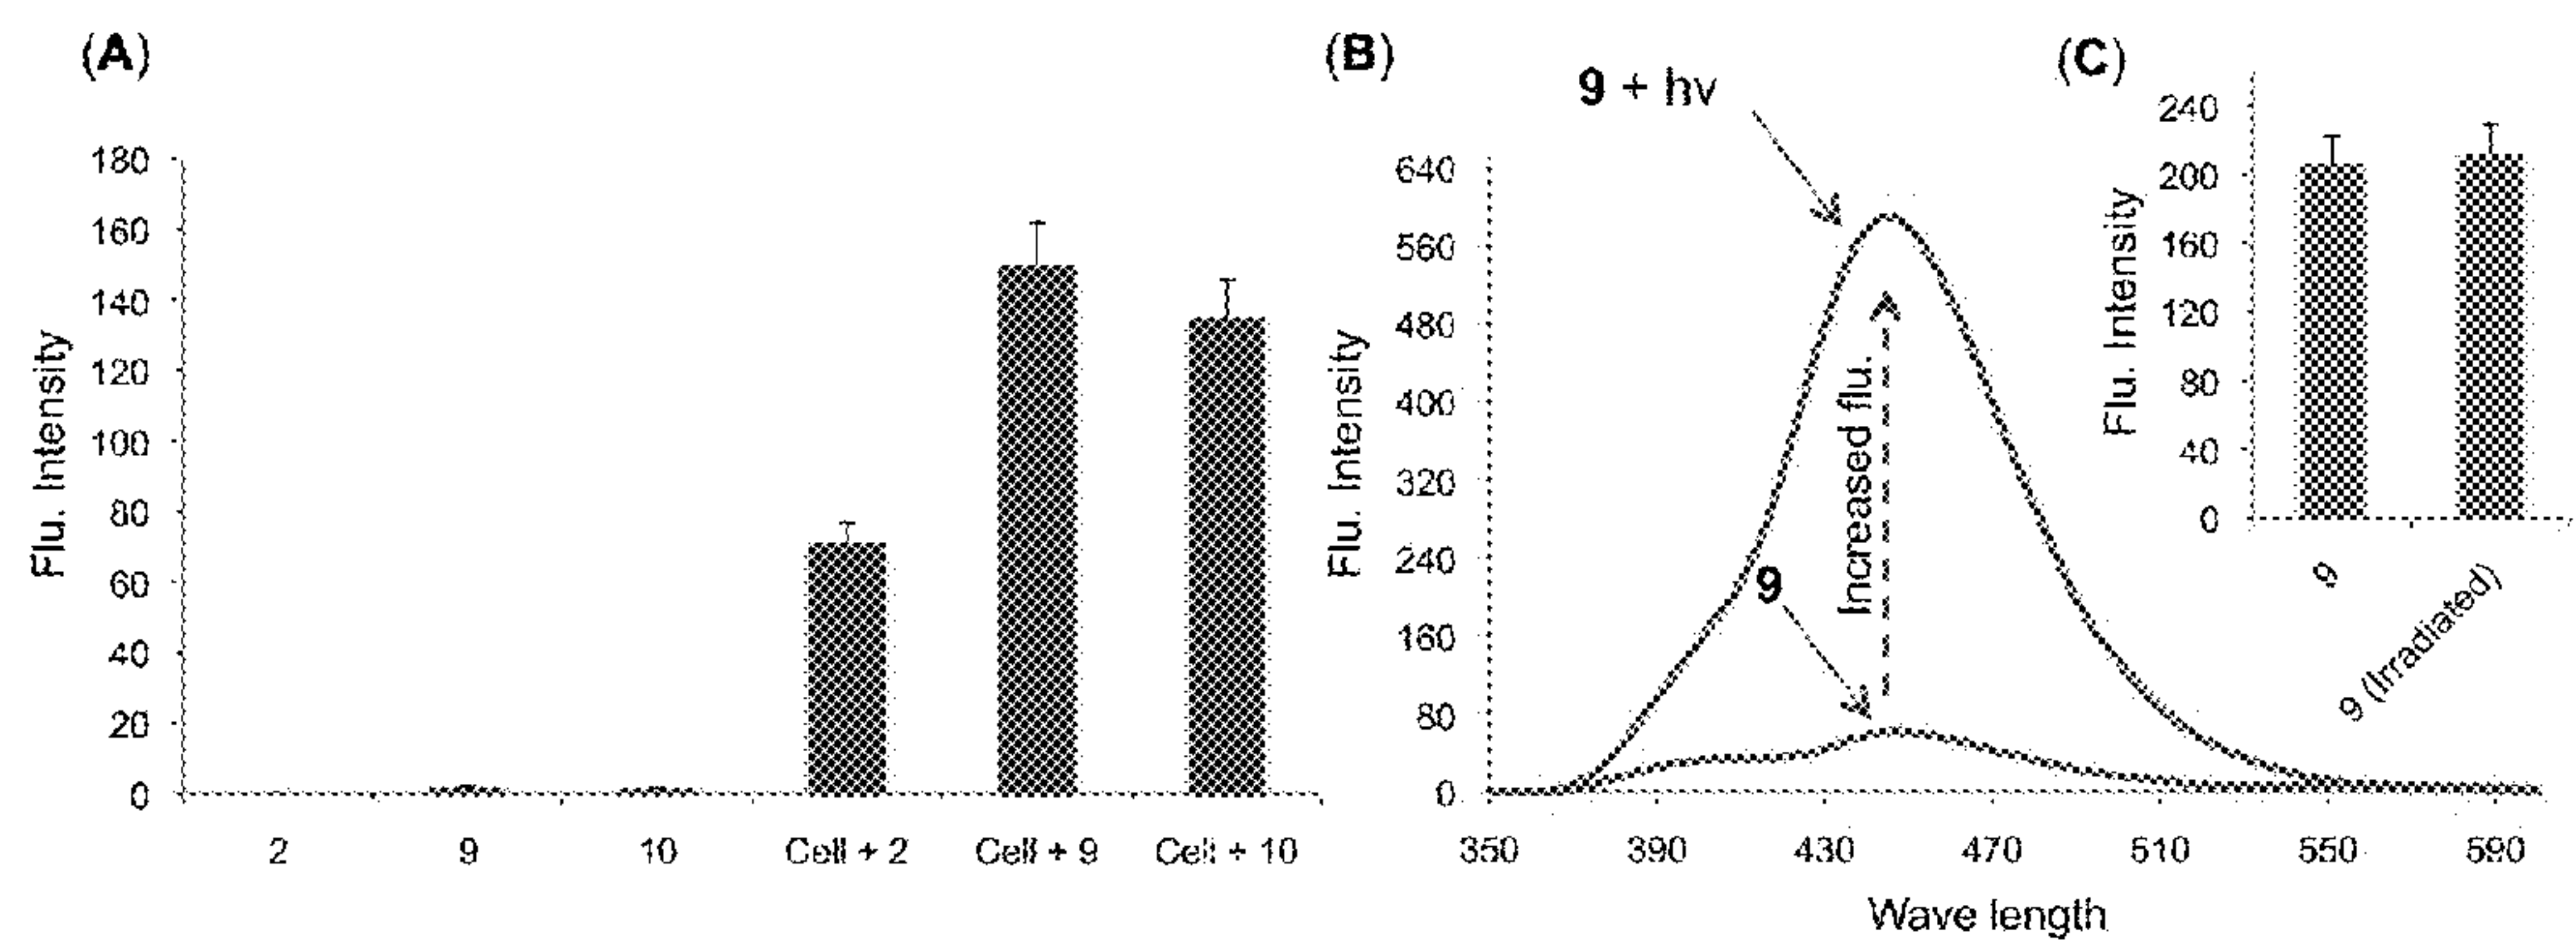 (A)
Flu. Intensity
180
160
140
120
100
80
60
40
20
0
2
9
10
Cell + 2
Cell + 9
Cell + 10
(B)
9 + hv
Flu. Intensity
640
560
480
400
320
240
160
80
0
Increased flu.
9
350
390
430
470
510
550
590
Wave length
(C)
Flu. Intensity
240
200
160
120
80
40
0
9
9 (Irradiated)